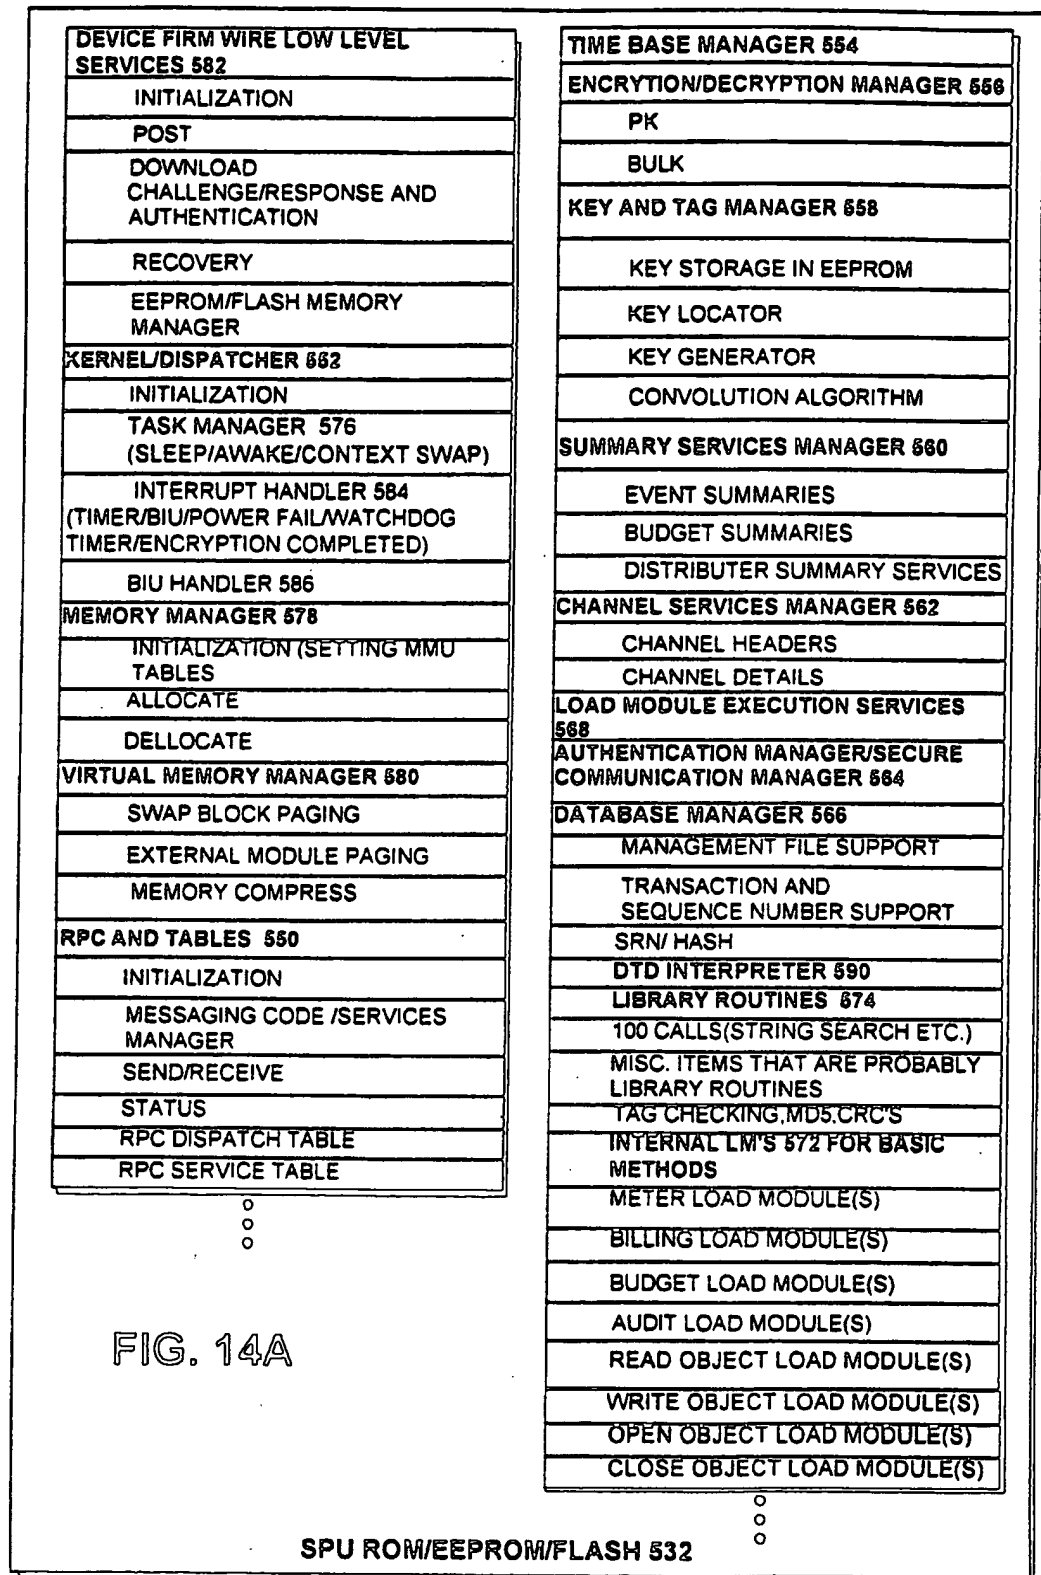 DEVICE FIRM WIRE LOW LEVEL
SERVICES 582
INITIALIZATION
POST
DOWNLOAD
CHALLENGE/RESPONSE AND
AUTHENTICATION
RECOVERY
EEPROM/FLASH MEMORY
MANAGER
KERNEL/DISPATCHER 552
INITIALIZATION
TASK MANAGER 576
(SLEEP/AWAKE/CONTEXT SWAP)
INTERRUPT HANDLER 584
(TIMER/BIU/POWER FAIL/WATCHDOG
TIMER/ENCRYPTION COMPLETED)
BIU HANDLER 586
MEMORY MANAGER 578
INITIALIZATION (SETTING MMU
TABLES
ALLOCATE
DELLOCATE
VIRTUAL MEMORY MANAGER 580
SWAP BLOCK PAGING
EXTERNAL MODULE PAGING
MEMORY COMPRESS
RPC AND TABLES 550
INITIALIZATION
MESSAGING CODE /SERVICES
MANAGER
SEND/RECEIVE
STATUS
RPC DISPATCH TABLE
RPC SERVICE TABLE
TIME BASE MANAGER 554
ENCRYTION/DECRYPTION MANAGER 556
PK
BULK
KEY AND TAG MANAGER 558
KEY STORAGE IN EEPROM
KEY LOCATOR
KEY GENERATOR
CONVOLUTION ALGORITHM
SUMMARY SERVICES MANAGER 560
EVENT SUMMARIES
BUDGET SUMMARIES
DISTRIBUTER SUMMARY SERVICES
CHANNEL SERVICES MANAGER 562
CHANNEL HEADERS
CHANNEL DETAILS
LOAD MODULE EXECUTION SERVICES
568
AUTHENTICATION MANAGER/SECURE
COMMUNICATION MANAGER 564
DATABASE MANAGER 566
MANAGEMENT FILE SUPPORT
TRANSACTION AND
SEQUENCE NUMBER SUPPORT
SRN/ HASH
DTD INTERPRETER 590
LIBRARY ROUTINES 574
100 CALLS(STRING SEARCH ETC.)
MISC. ITEMS THAT ARE PROBABLY
LIBRARY ROUTINES
TAG CHECKING,MD5,CRC'S
INTERNAL LM'S 572 FOR BASIC
METHODS
METER LOAD MODULE(S)
BILLING LOAD MODULE(S)
BUDGET LOAD MODULE(S)
AUDIT LOAD MODULE(S)
READ OBJECT LOAD MODULE(S)
WRITE OBJECT LOAD MODULE(S)
OPEN OBJECT LOAD MODULE(S)
CLOSE OBJECT LOAD MODULE(S)
FIG. 14A
SPU ROM/EEPROM/FLASH 532